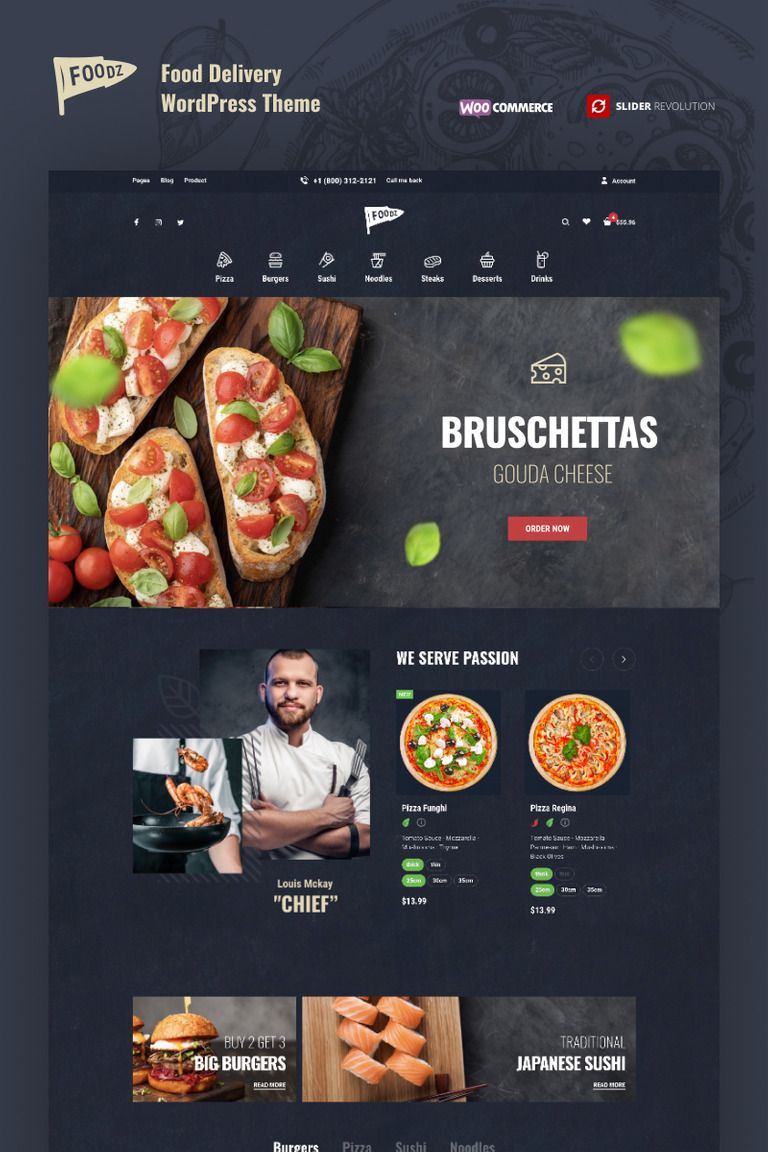 FOODZ
Food Delivery
WordPress Theme
WOO COMMERCE
SLIDER REVOLUTION
Pages Blog Product
+1 (800) 312-2121 Call me back
Account
FOODZ
4
$55.96
Pizza Burgers Sushi Noodles Steaks Desserts Drinks
BRUSCHETTAS
GOUDA CHEESE
ORDER NOW
WE SERVE PASSION
NEW
Pizza Funghi
Tomato Sauce · Mozzarella ·
Mushrooms · Thyme
thick thin
25cm 30cm 35cm
$13.99
Pizza Regina
Tomato Sauce · Mozzarella ·
Parmesan · Ham · Mushrooms ·
Black Olives
thick thin
25cm 30cm 35cm
$13.99
Louis Mckay
"CHIEF”
BUY 2 GET 3
BIG BURGERS
READ MORE
TRADITIONAL
JAPANESE SUSHI
READ MORE
Burgers Pizza Sushi Noodles